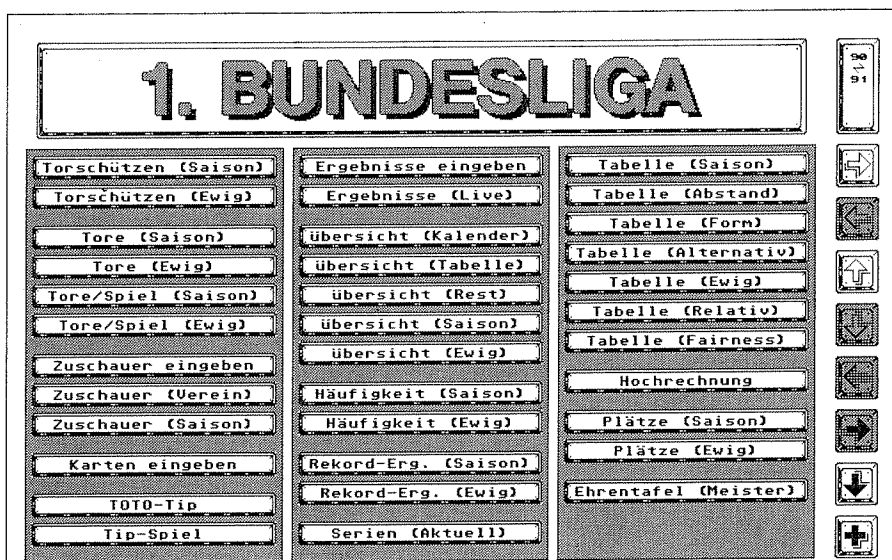 1. BUNDESLIGA
90
91
Torschützen (Saison)
Torschützen (Ewig)
Tore (Saison)
Tore (Ewig)
Tore/Spiel (Saison)
Tore/Spiel (Ewig)
Zuschauer eingeben
Zuschauer (Verein)
Zuschauer (Saison)
Karten eingeben
TOTO-Tip
Tip-Spiel
Ergebnisse eingeben
Ergebnisse (Live)
übersicht (Kalender)
übersicht (Tabelle)
übersicht (Rest)
übersicht (Saison)
übersicht (Ewig)
Häufigkeit (Saison)
Häufigkeit (Ewig)
Rekord-Erg. (Saison)
Rekord-Erg. (Ewig)
Serien (Aktuell)
Tabelle (Saison)
Tabelle (Abstand)
Tabelle (Form)
Tabelle (Alternativ)
Tabelle (Ewig)
Tabelle (Relativ)
Tabelle (Fairness)
Hochrechnung
Plätze (Saison)
Plätze (Ewig)
Ehrentafel (Meister)